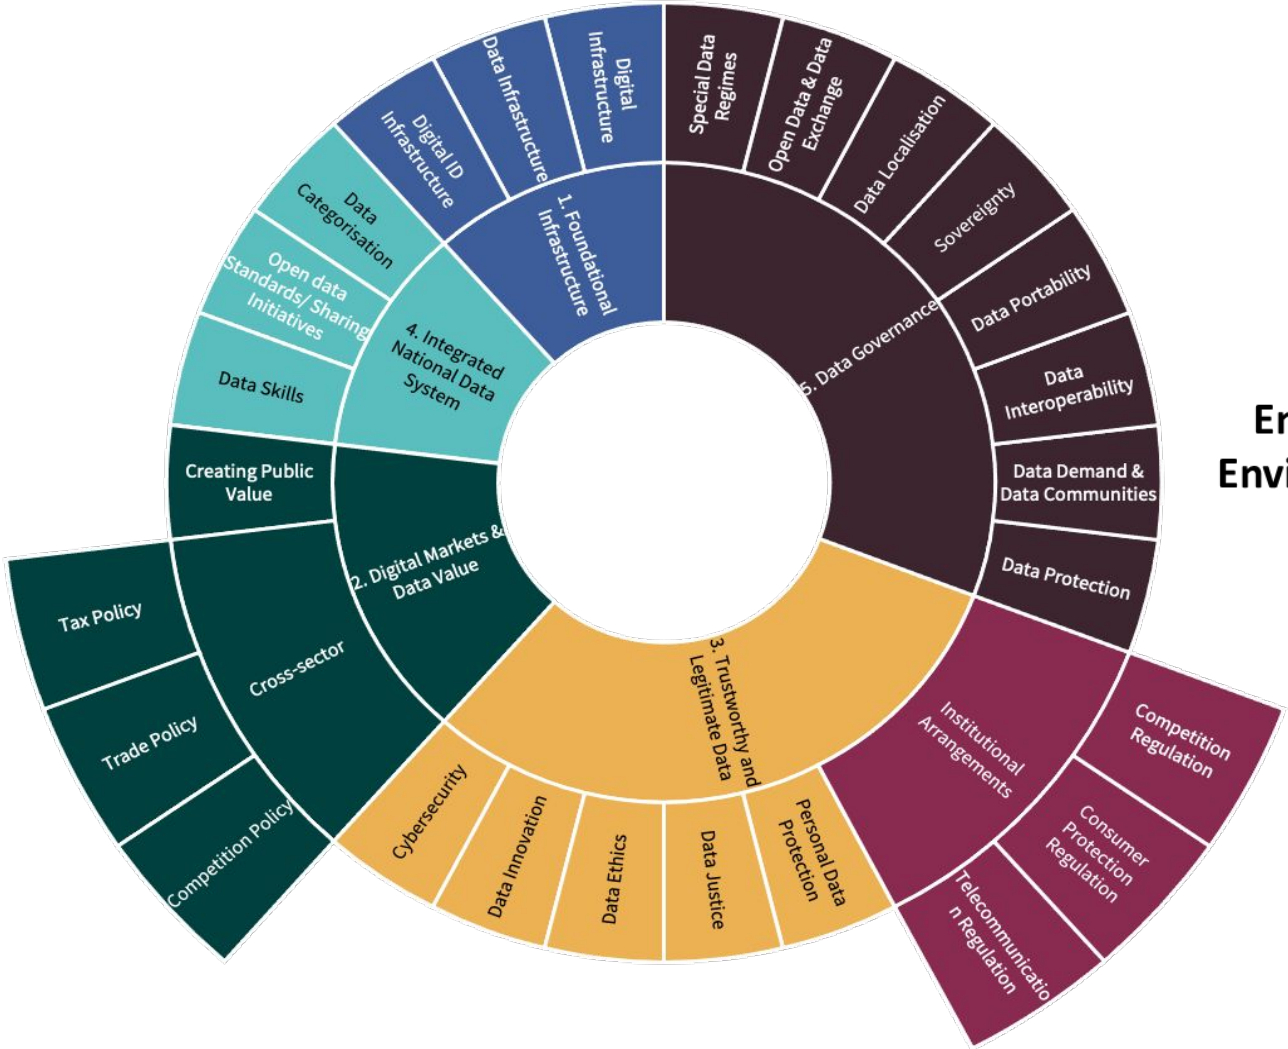 Digital
Infrastructure
Data Infrastructure
Digital ID
Infrastructure
1. Foundational
Infrastructure
Special Data
Regimes
Open Data & Data
Exchange
Data Localisation
Sovereignty
Data Portability
Data
Interoperability
Data Demand &
Data Communities
Data Protection
5. Data Governance
Data
Categorisation
Open data
Standards/ Sharing
Initiatives
Data Skills
4. Integrated
National Data
System
Creating Public
Value
2. Digital Markets &
Data Value
Cross-sector
Tax Policy
Trade Policy
Competition Policy
3. Trustworthy and
Legitimate Data
Cybersecurity
Data Innovation
Data Ethics
Data Justice
Personal Data
Protection
Institutional
Arrangements
Competition
Regulation
Consumer
Protection
Regulation
Telecommunicatio
n Regulation
En
Envi